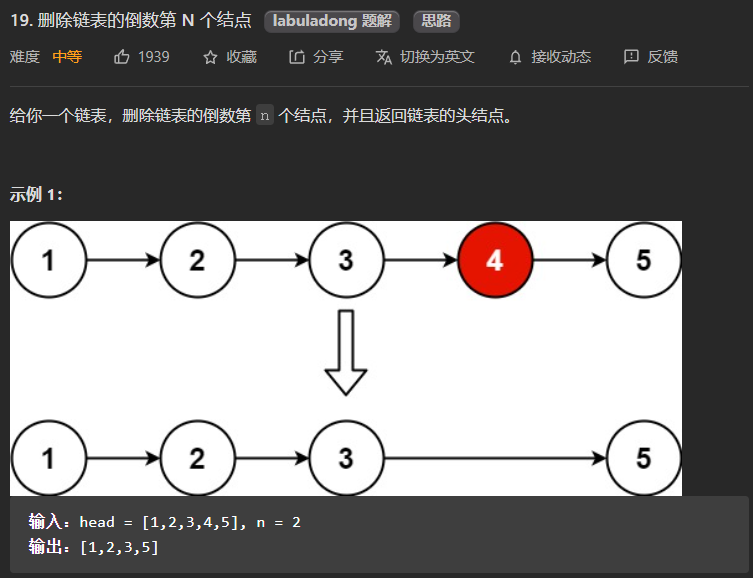 19. 删除链表的倒数第 N 个结点 labuladong 题解 思路
难度 中等 1939 收藏 分享 切换为英文 接收动态 反馈
给你一个链表，删除链表的倒数第 n 个结点，并且返回链表的头结点。
示例 1：
1 2 3 4 5
1 2 3 5
输入：head = [1,2,3,4,5], n = 2
输出：[1,2,3,5]